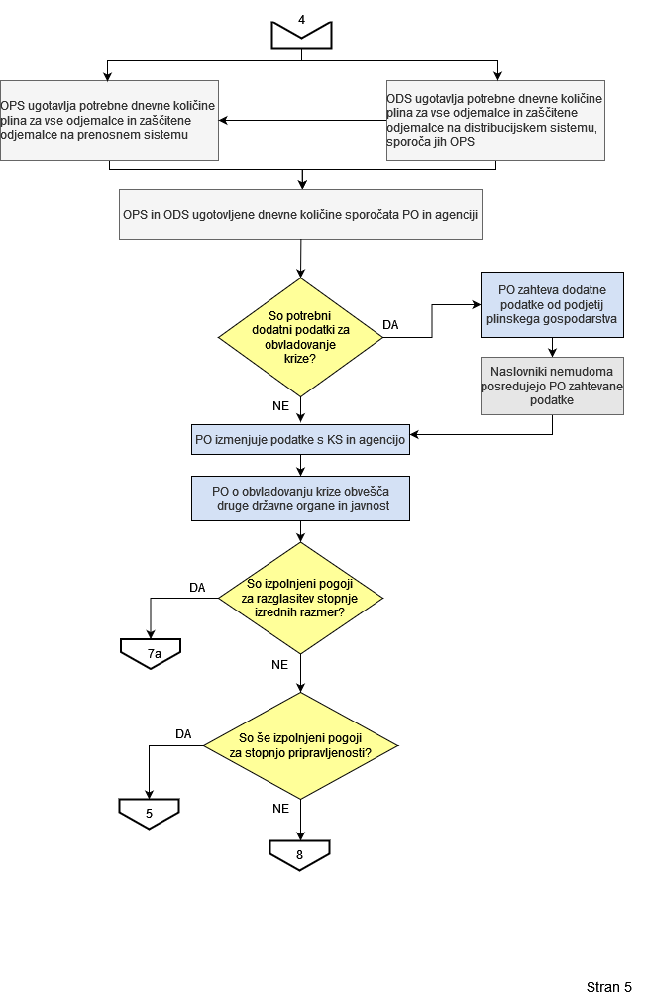 4
OPS ugotavlja potrebne dnevne količine
plina za vse odjemalce in zaščitene
odjemalce na prenosnem sistemu
ODS ugotavlja potrebne dnevne količine
plina za vse odjemalce in zaščitene
odjemalce na distribucijskem sistemu,
sporoča jih OPS
OPS in ODS ugotovljene dnevne količine sporočata PO in agenciji
So potrebni
dodatni podatki za
obvladovanje
krize?
DA
PO zahteva dodatne
podatke od podjetij
plinskega gospodarstva
Naslovniki nemudoma
posredujejo PO zahtevane
podatke
NE
PO izmenjuje podatke s KS in agencijo
PO o obvladovanju krize obvešča
druge državne organe in javnost
So izpolnjeni pogoji
za razglasitev stopnje
izrednih razmer?
DA
7a
NE
So še izpolnjeni pogoji
za stopnjo pripravljenosti?
DA
5
NE
8
Stran 5